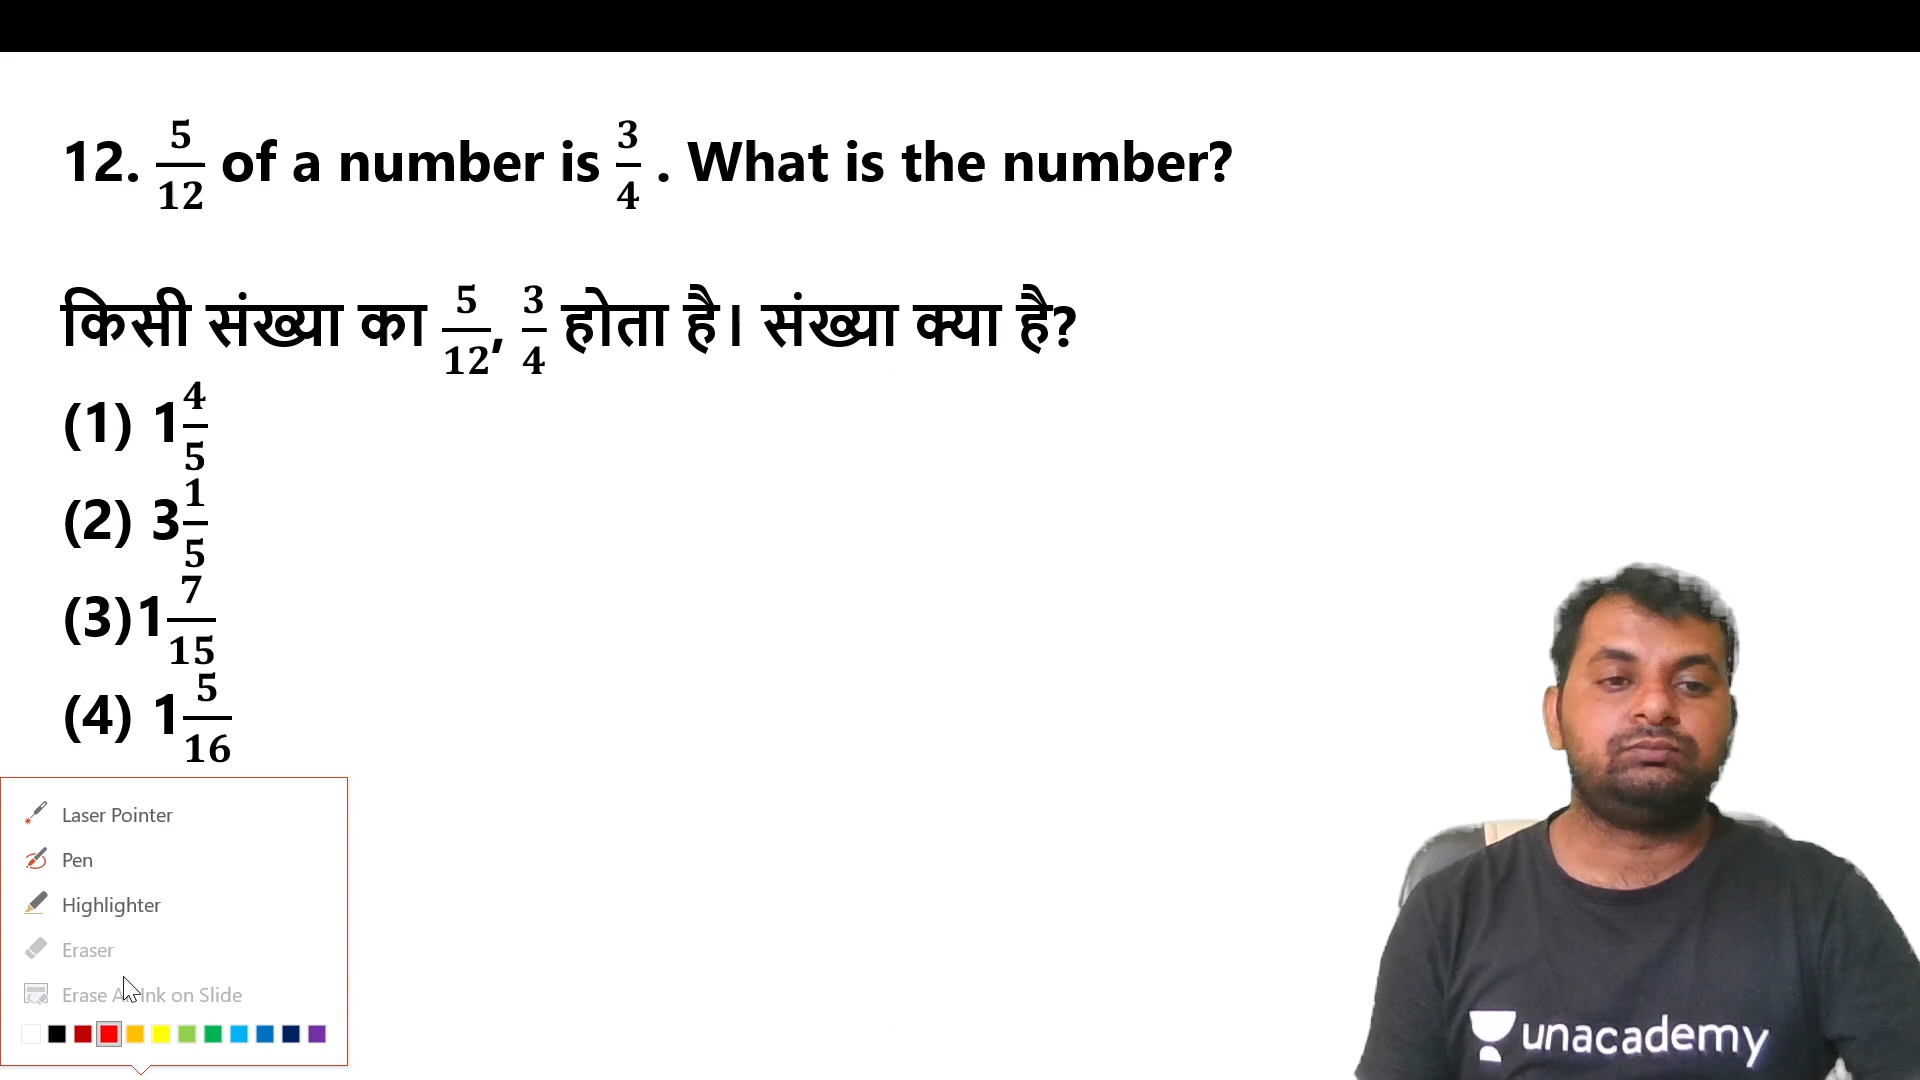 12. 5/12 of a number is 3/4 . What is the number?
किसी संख्या का 5/12, 3/4 होता है। संख्या क्या है?
(1) 1 4/5
(2) 3 1/5
(3) 1 7/15
(4) 1 5/16
Laser Pointer
Pen
Highlighter
Eraser
Erase All Ink on Slide
unacademy